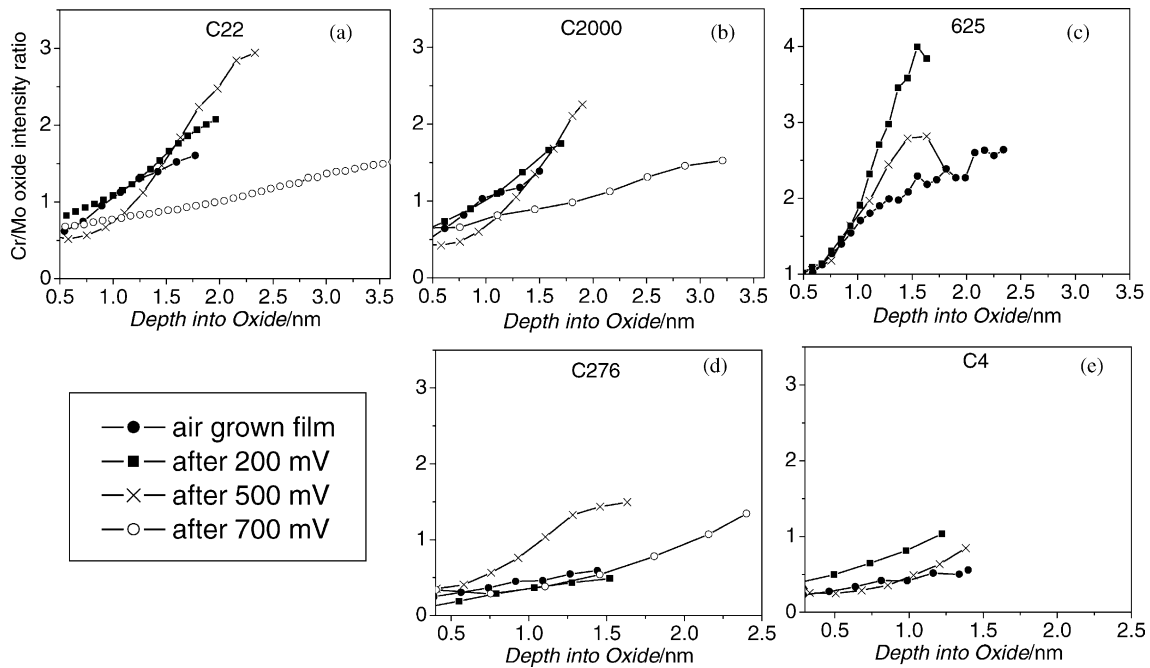 C22
(a)
3
2
1
0
Cr/Mo oxide intensity ratio
0.5 1.0 1.5 2.0 2.5 3.0 3.5
Depth into Oxide/nm
C2000
(b)
3
2
1
0
0.5 1.0 1.5 2.0 2.5 3.0 3.5
Depth into Oxide/nm
625
(c)
4
3
2
1
0.5 1.0 1.5 2.0 2.5 3.0 3.5
Depth into Oxide/nm
air grown film
after 200 mV
after 500 mV
after 700 mV
C276
(d)
3
2
1
0
0.5 1.0 1.5 2.0 2.5
Depth into Oxide/nm
C4
(e)
3
2
1
0
0.5 1.0 1.5 2.0 2.5
Depth into Oxide/nm